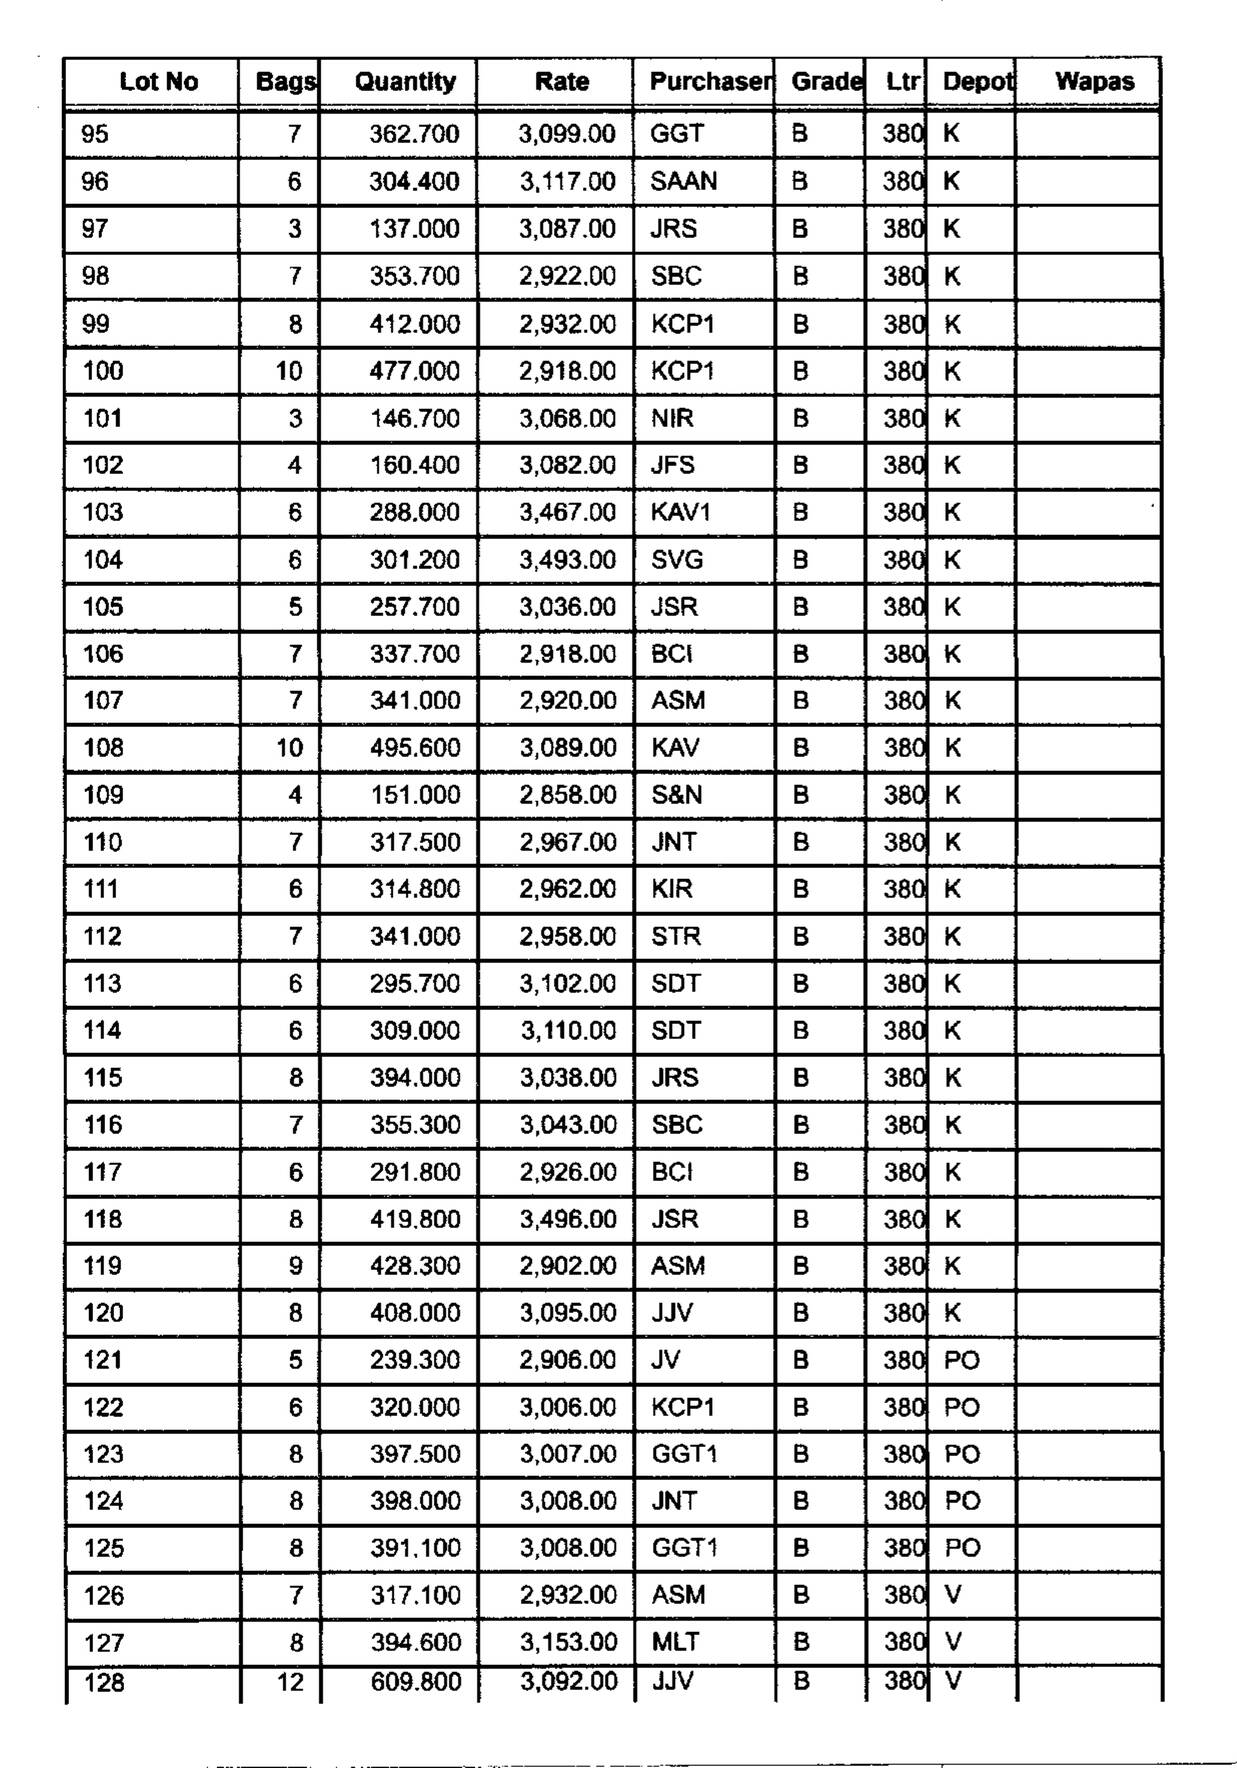 Lot No Bags Quantity Rate Purchaser Grade Ltr Depot Wapas
95 7 362.700 3,099.00 GGT B 380 K
96 6 304.400 3,117.00 SAAN B 380 K
97 3 137.000 3,087.00 JRS B 380 K
98 7 353.700 2,922.00 SBC B 380 K
99 8 412.000 2,932.00 KCP1 B 380 K
100 10 477.000 2,918.00 KCP1 B 380 K
101 3 146.700 3,068.00 NIR B 380 K
102 4 160.400 3,082.00 JFS B 380 K
103 6 288.000 3,467.00 KAV1 B 380 K
104 6 301.200 3,493.00 SVG B 380 K
105 5 257.700 3,036.00 JSR B 380 K
106 7 337.700 2,918.00 BCI B 380 K
107 7 341.000 2,920.00 ASM B 380 K
108 10 495.600 3,089.00 KAV B 380 K
109 4 151.000 2,858.00 S&N B 380 K
110 7 317.500 2,967.00 JNT B 380 K
111 6 314.800 2,962.00 KIR B 380 K
112 7 341.000 2,958.00 STR B 380 K
113 6 295.700 3,102.00 SDT B 380 K
114 6 309.000 3,110.00 SDT B 380 K
115 8 394.000 3,038.00 JRS B 380 K
116 7 355.300 3,043.00 SBC B 380 K
117 6 291.800 2,926.00 BCI B 380 K
118 8 419.800 3,496.00 JSR B 380 K
119 9 428.300 2,902.00 ASM B 380 K
120 8 408.000 3,095.00 JJV B 380 K
121 5 239.300 2,906.00 JV B 380 PO
122 6 320.000 3,006.00 KCP1 B 380 PO
123 8 397.500 3,007.00 GGT1 B 380 PO
124 8 398.000 3,008.00 JNT B 380 PO
125 8 391.100 3,008.00 GGT1 B 380 PO
126 7 317.100 2,932.00 ASM B 380 V
127 8 394.600 3,153.00 MLT B 380 V
128 12 609.800 3,092.00 JJV B 380 V